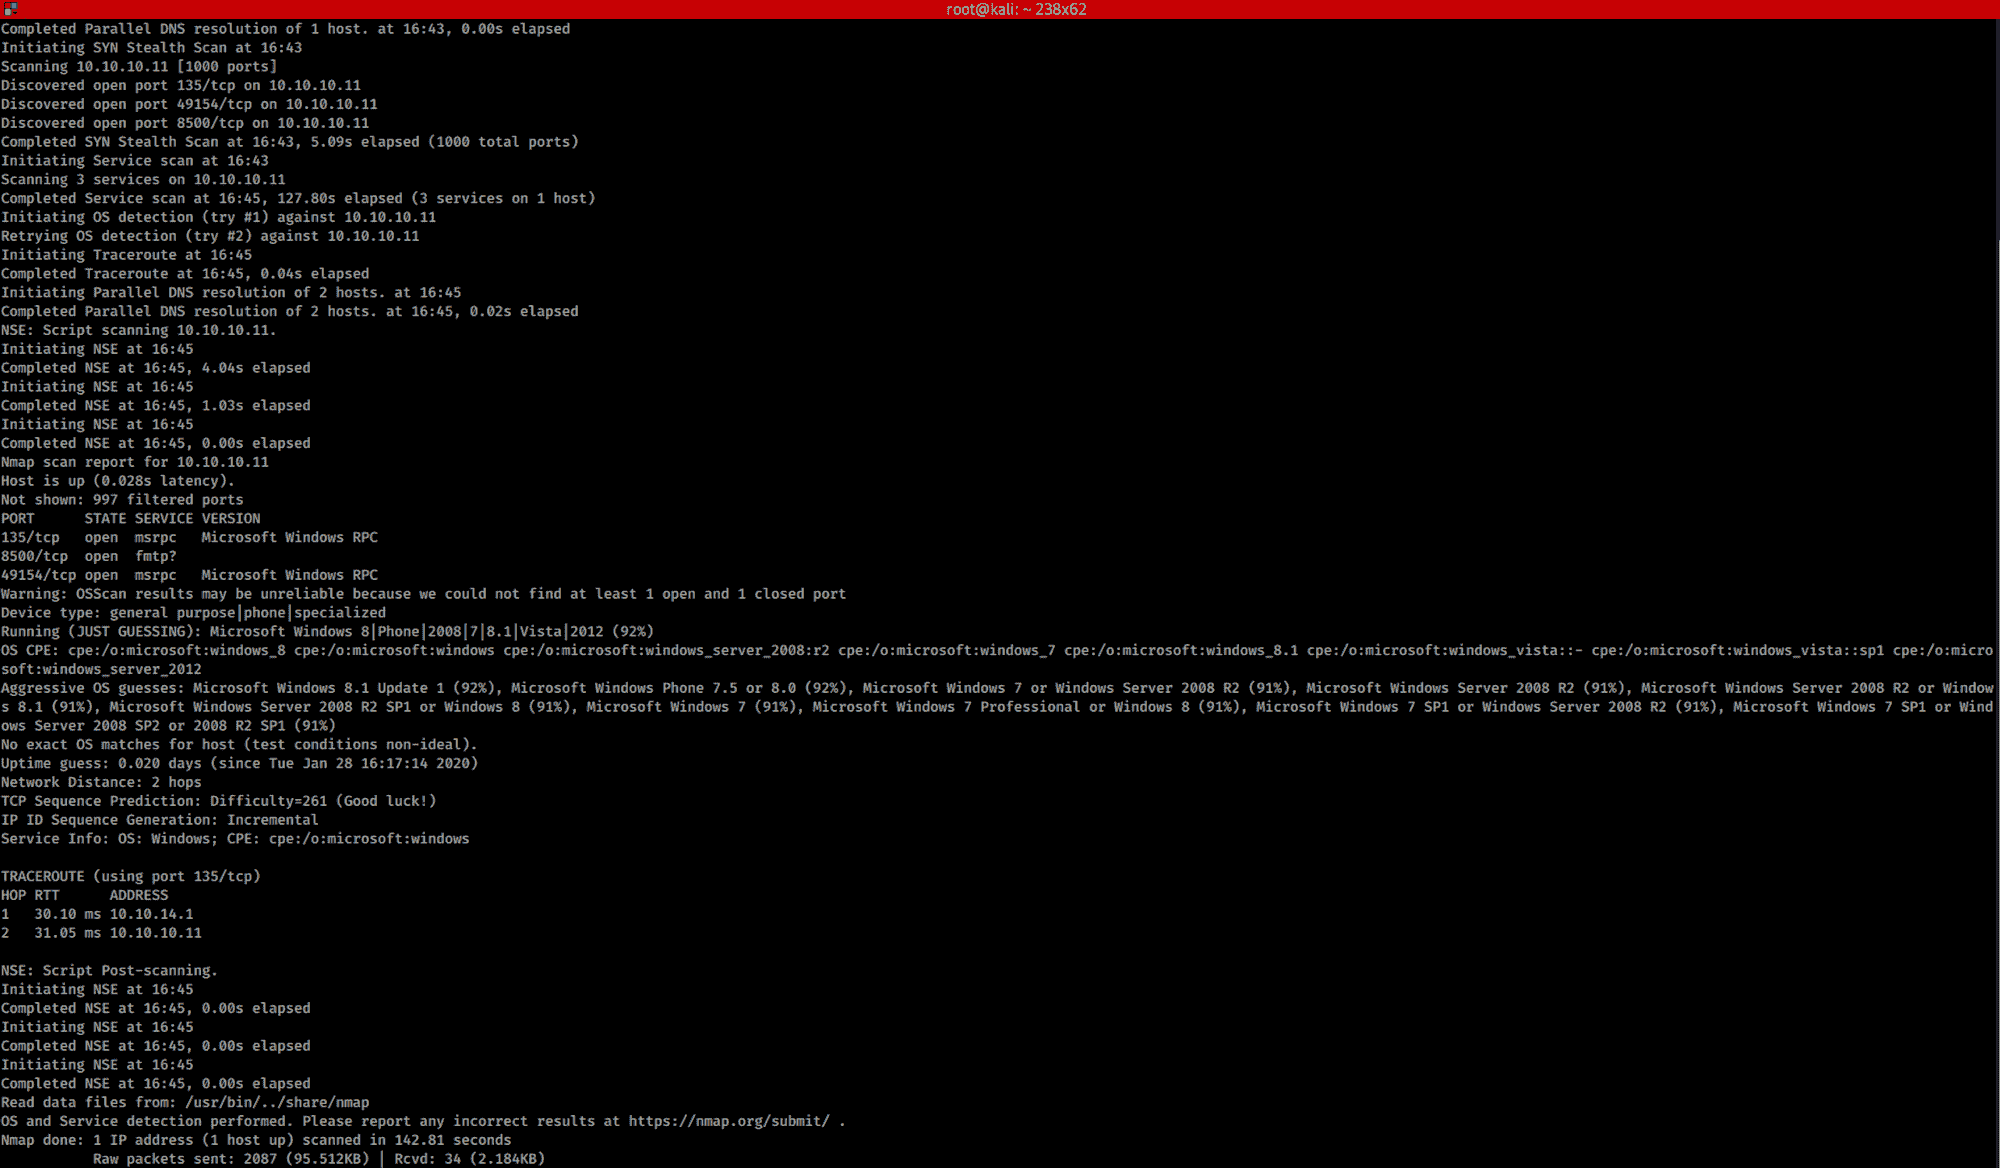 root@kali: ~ 238x62
Completed Parallel DNS resolution of 1 host. at 16:43, 0.00s elapsed
Initiating SYN Stealth Scan at 16:43
Scanning 10.10.10.11 [1000 ports]
Discovered open port 135/tcp on 10.10.10.11
Discovered open port 49154/tcp on 10.10.10.11
Discovered open port 8500/tcp on 10.10.10.11
Completed SYN Stealth Scan at 16:43, 5.09s elapsed (1000 total ports)
Initiating Service scan at 16:43
Scanning 3 services on 10.10.10.11
Completed Service scan at 16:45, 127.80s elapsed (3 services on 1 host)
Initiating OS detection (try #1) against 10.10.10.11
Retrying OS detection (try #2) against 10.10.10.11
Initiating Traceroute at 16:45
Completed Traceroute at 16:45, 0.04s elapsed
Initiating Parallel DNS resolution of 2 hosts. at 16:45
Completed Parallel DNS resolution of 2 hosts. at 16:45, 0.02s elapsed
NSE: Script scanning 10.10.10.11.
Initiating NSE at 16:45
Completed NSE at 16:45, 4.04s elapsed
Initiating NSE at 16:45
Completed NSE at 16:45, 1.03s elapsed
Initiating NSE at 16:45
Completed NSE at 16:45, 0.00s elapsed
Nmap scan report for 10.10.10.11
Host is up (0.028s latency).
Not shown: 997 filtered ports
PORT      STATE SERVICE VERSION
135/tcp   open  msrpc   Microsoft Windows RPC
8500/tcp  open  fmtp?
49154/tcp open  msrpc   Microsoft Windows RPC
Warning: OSScan results may be unreliable because we could not find at least 1 open and 1 closed port
Device type: general purpose|phone|specialized
Running (JUST GUESSING): Microsoft Windows 8|Phone|2008|7|8.1|Vista|2012 (92%)
OS CPE: cpe:/o:microsoft:windows_8 cpe:/o:microsoft:windows cpe:/o:microsoft:windows_server_2008:r2 cpe:/o:microsoft:windows_7 cpe:/o:microsoft:windows_8.1 cpe:/o:microsoft:windows_vista::- cpe:/o:microsoft:windows_vista::sp1 cpe:/o:micro
soft:windows_server_2012
Aggressive OS guesses: Microsoft Windows 8.1 Update 1 (92%), Microsoft Windows Phone 7.5 or 8.0 (92%), Microsoft Windows 7 or Windows Server 2008 R2 (91%), Microsoft Windows Server 2008 R2 (91%), Microsoft Windows Server 2008 R2 or Window
s 8.1 (91%), Microsoft Windows Server 2008 R2 SP1 or Windows 8 (91%), Microsoft Windows 7 (91%), Microsoft Windows 7 Professional or Windows 8 (91%), Microsoft Windows 7 SP1 or Windows Server 2008 R2 (91%), Microsoft Windows 7 SP1 or Wind
ows Server 2008 SP2 or 2008 R2 SP1 (91%)
No exact OS matches for host (test conditions non-ideal).
Uptime guess: 0.020 days (since Tue Jan 28 16:17:14 2020)
Network Distance: 2 hops
TCP Sequence Prediction: Difficulty=261 (Good luck!)
IP ID Sequence Generation: Incremental
Service Info: OS: Windows; CPE: cpe:/o:microsoft:windows
TRACEROUTE (using port 135/tcp)
HOP RTT      ADDRESS
1   30.10 ms 10.10.14.1
2   31.05 ms 10.10.10.11
NSE: Script Post-scanning.
Initiating NSE at 16:45
Completed NSE at 16:45, 0.00s elapsed
Initiating NSE at 16:45
Completed NSE at 16:45, 0.00s elapsed
Initiating NSE at 16:45
Completed NSE at 16:45, 0.00s elapsed
Read data files from: /usr/bin/../share/nmap
OS and Service detection performed. Please report any incorrect results at https://nmap.org/submit/ .
Nmap done: 1 IP address (1 host up) scanned in 142.81 seconds
           Raw packets sent: 2087 (95.512KB) | Rcvd: 34 (2.184KB)